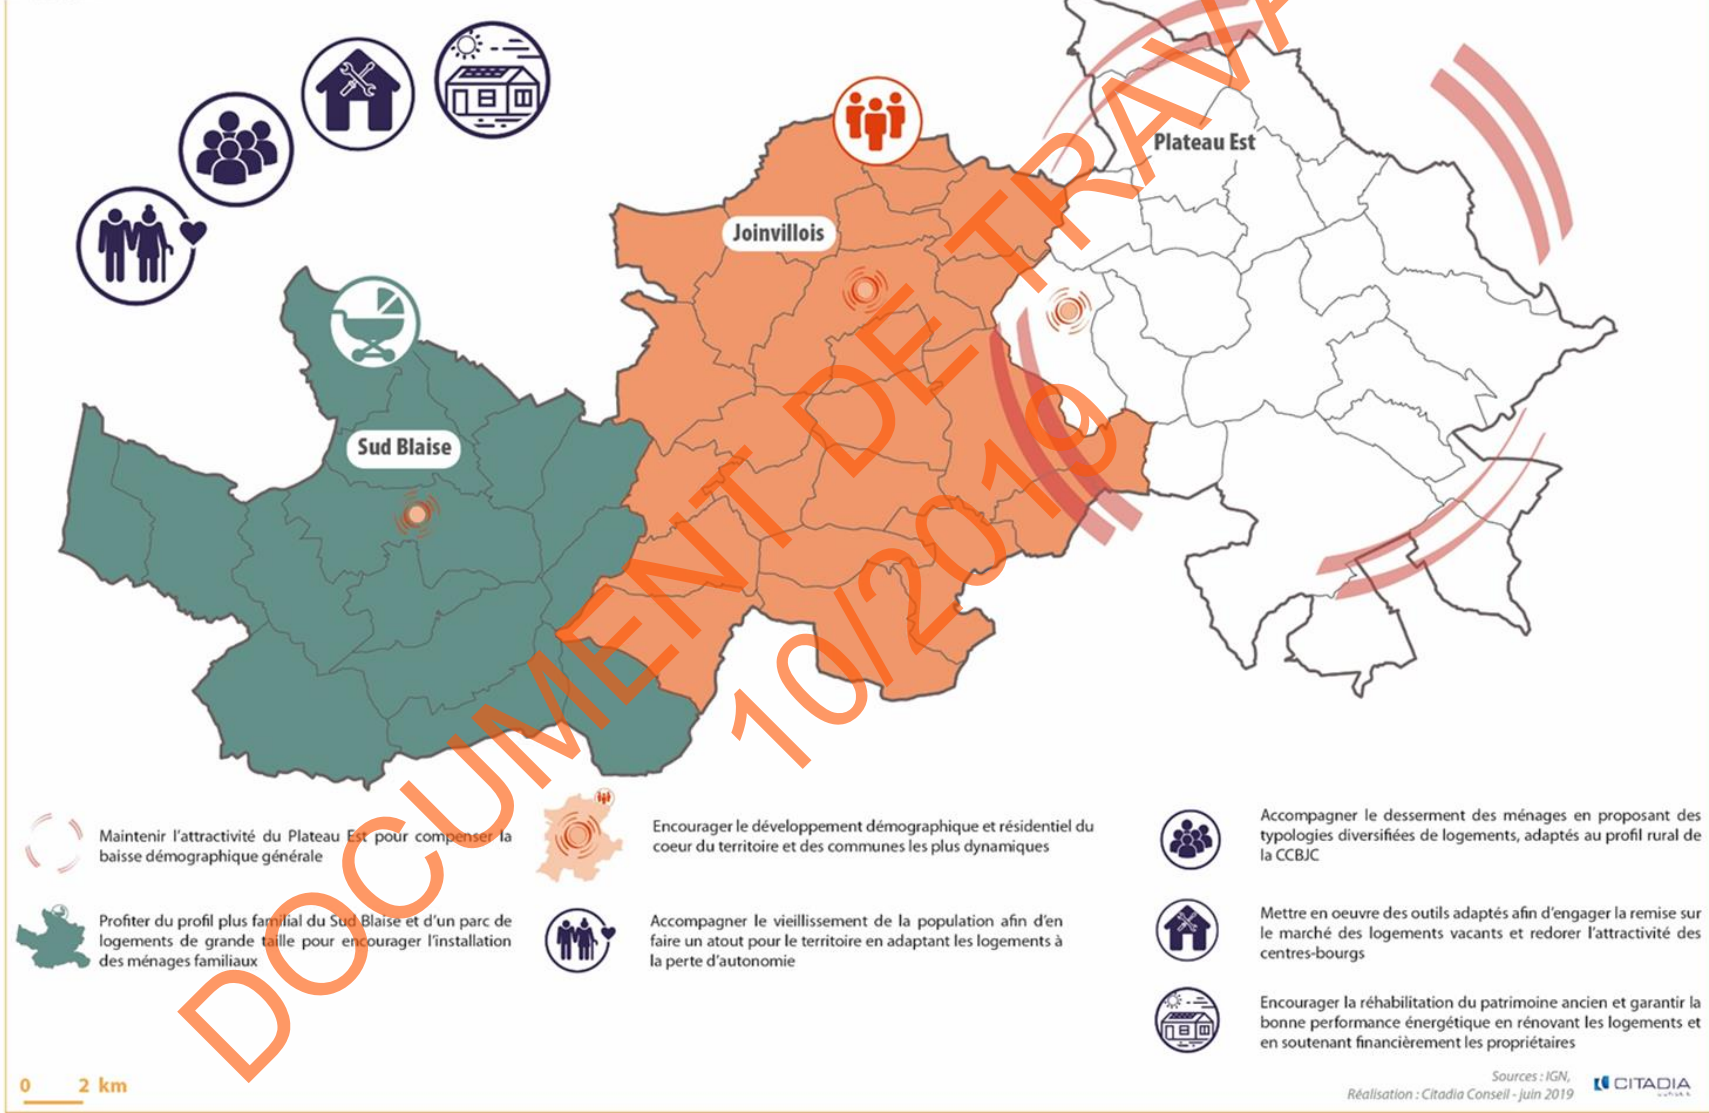 Plateau Est
Joinvillois
Sud Blaise
DOCUMENT DE TRAVA
10/2019
Maintenir l'attractivité du Plateau Est pour compenser la
baisse démographique générale
Profiter du profil plus familial du Sud Blaise et d'un parc de
logements de grande taille pour encourager l'installation
des ménages familiaux
Encourager le développement démographique et résidentiel du
coeur du territoire et des communes les plus dynamiques
Accompagner le vieillissement de la population afin d'en
faire un atout pour le territoire en adaptant les logements à
la perte d'autonomie
Accompagner le desserment des ménages en proposant des
typologies diversifiées de logements, adaptés au profil rural de
la CCBJC
Mettre en oeuvre des outils adaptés afin d'engager la remise sur
le marché des logements vacants et redorer l'attractivité des
centres-bourgs
Encourager la réhabilitation du patrimoine ancien et garantir la
bonne performance énergétique en rénovant les logements et
en soutenant financièrement les propriétaires
0 2 km
Sources : IGN,
Réalisation : Citadia Conseil - juin 2019
CITADIA